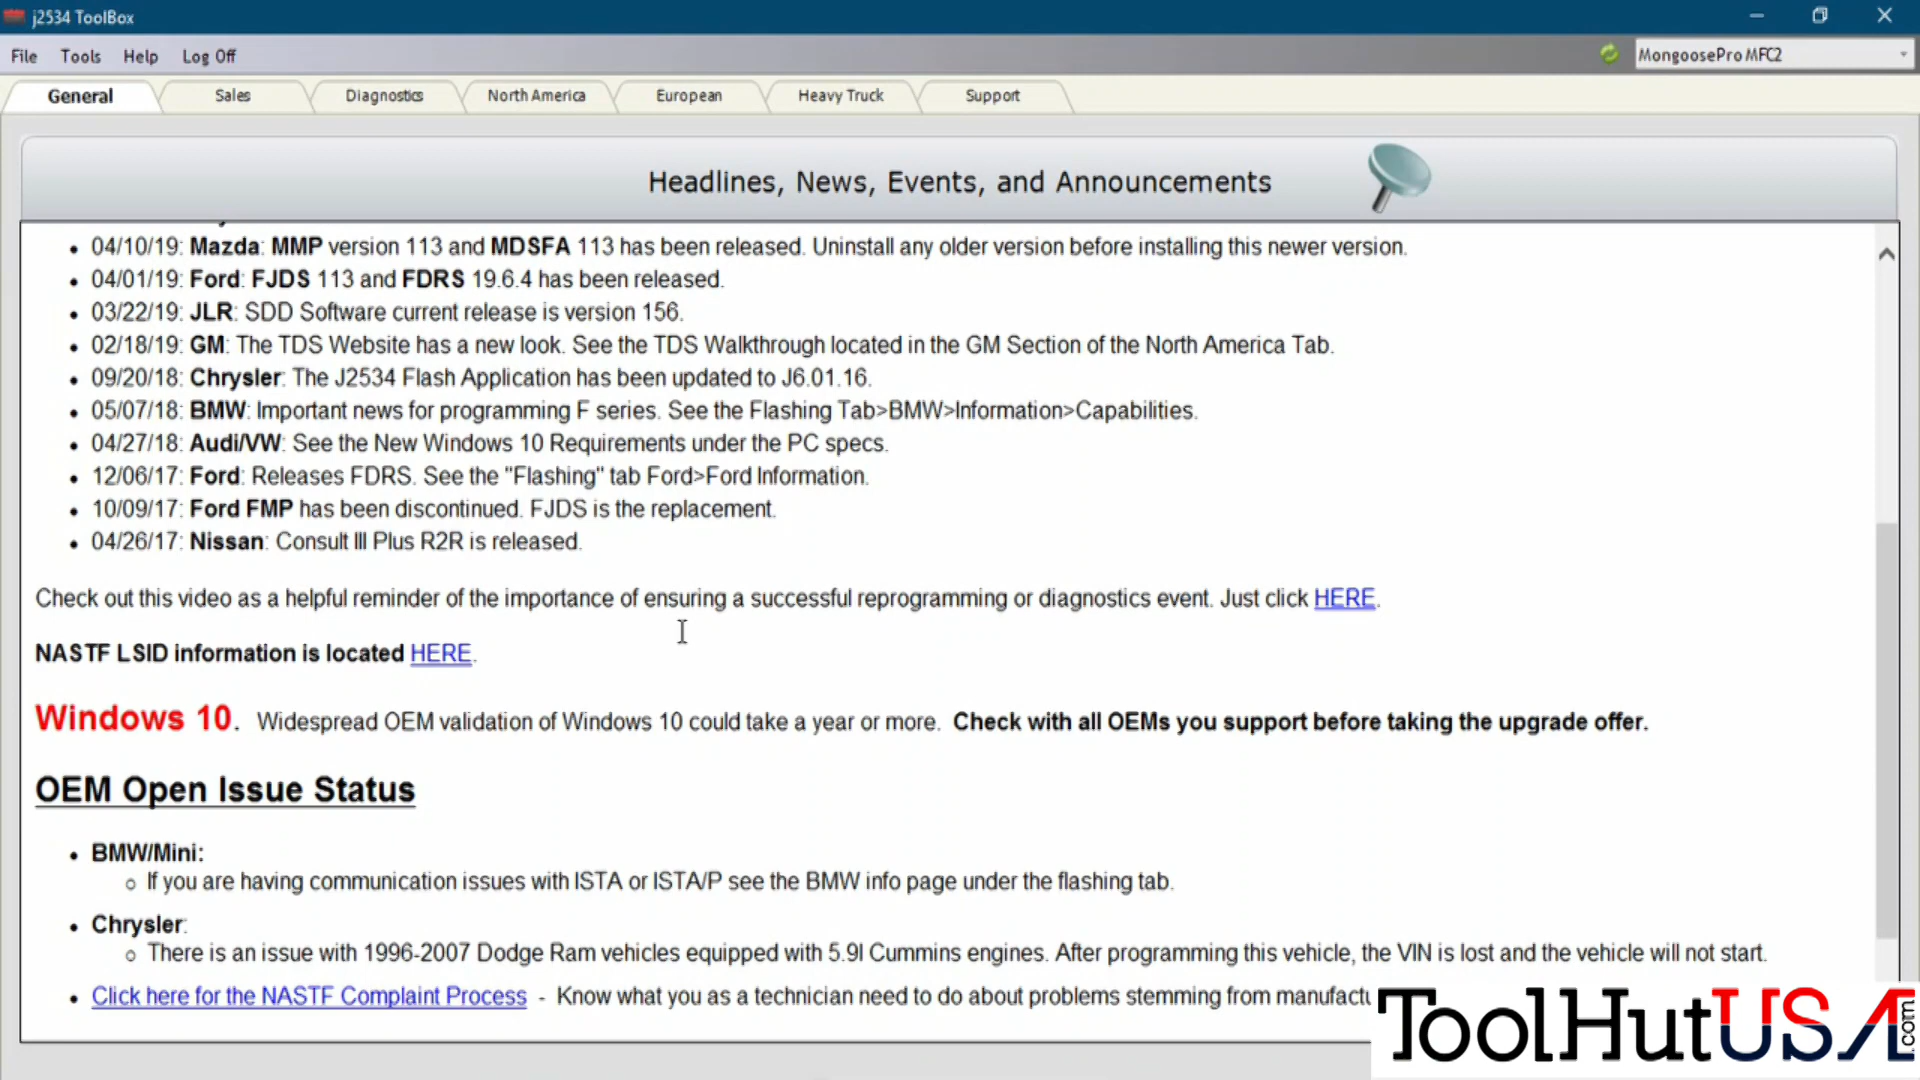 j2534 ToolBox
File Tools Help Log Off
MongoosePro MFC2
General Sales Diagnostics North America European Heavy Truck Support
Headlines, News, Events, and Announcements
• 04/10/19: Mazda: MMP version 113 and MDSFA 113 has been released. Uninstall any older version before installing this newer version.
• 04/01/19: Ford: FJDS 113 and FDRS 19.6.4 has been released.
• 03/22/19: JLR: SDD Software current release is version 156.
• 02/18/19: GM: The TDS Website has a new look. See the TDS Walkthrough located in the GM Section of the North America Tab.
• 09/20/18: Chrysler: The J2534 Flash Application has been updated to J6.01.16.
• 05/07/18: BMW: Important news for programming F series. See the Flashing Tab>BMW>Information>Capabilities.
• 04/27/18: Audi/VW: See the New Windows 10 Requirements under the PC specs.
• 12/06/17: Ford: Releases FDRS. See the "Flashing" tab Ford>Ford Information.
• 10/09/17: Ford FMP has been discontinued. FJDS is the replacement.
• 04/26/17: Nissan: Consult III Plus R2R is released.
Check out this video as a helpful reminder of the importance of ensuring a successful reprogramming or diagnostics event. Just click HERE.
NASTF LSID information is located HERE.
Windows 10. Widespread OEM validation of Windows 10 could take a year or more. Check with all OEMs you support before taking the upgrade offer.
OEM Open Issue Status
• BMW/Mini:
○ If you are having communication issues with ISTA or ISTA/P see the BMW info page under the flashing tab.
• Chrysler:
○ There is an issue with 1996-2007 Dodge Ram vehicles equipped with 5.9l Cummins engines. After programming this vehicle, the VIN is lost and the vehicle will not start.
• Click here for the NASTF Complaint Process - Know what you as a technician need to do about problems stemming from
ToolHutUSA.com